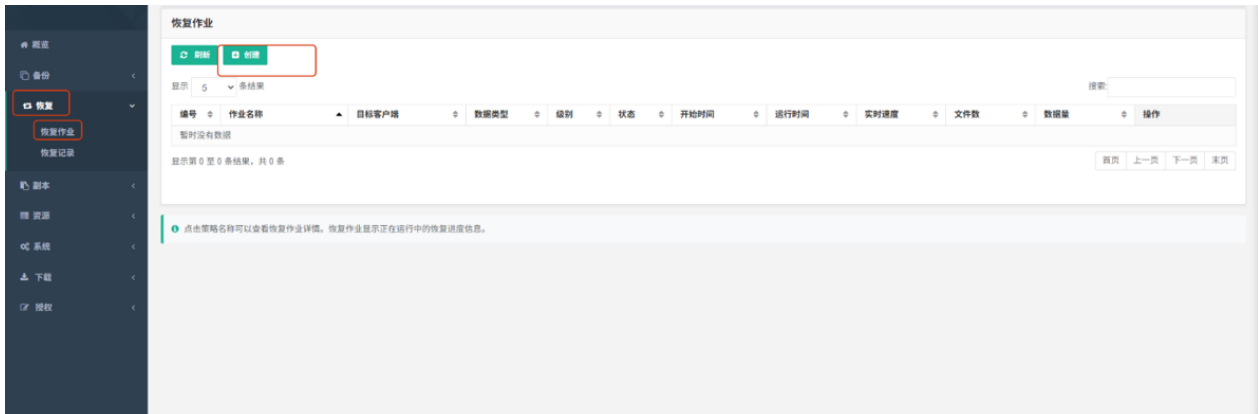 恢复作业
概览
刷新 创建
备份
显示 5 条结果 搜索:
恢复
编号 作业名称 目标客户端 数据类型 级别 状态 开始时间 运行时间 实时速度 文件数 数据量 操作
恢复作业
暂时没有数据
恢复记录
显示第 0 至 0 条结果，共 0 条 首页 上一页 下一页 末页
副本
资源
点击策略名称可以查看恢复作业详情。恢复作业显示正在运行中的恢复进度信息。
系统
下载
授权